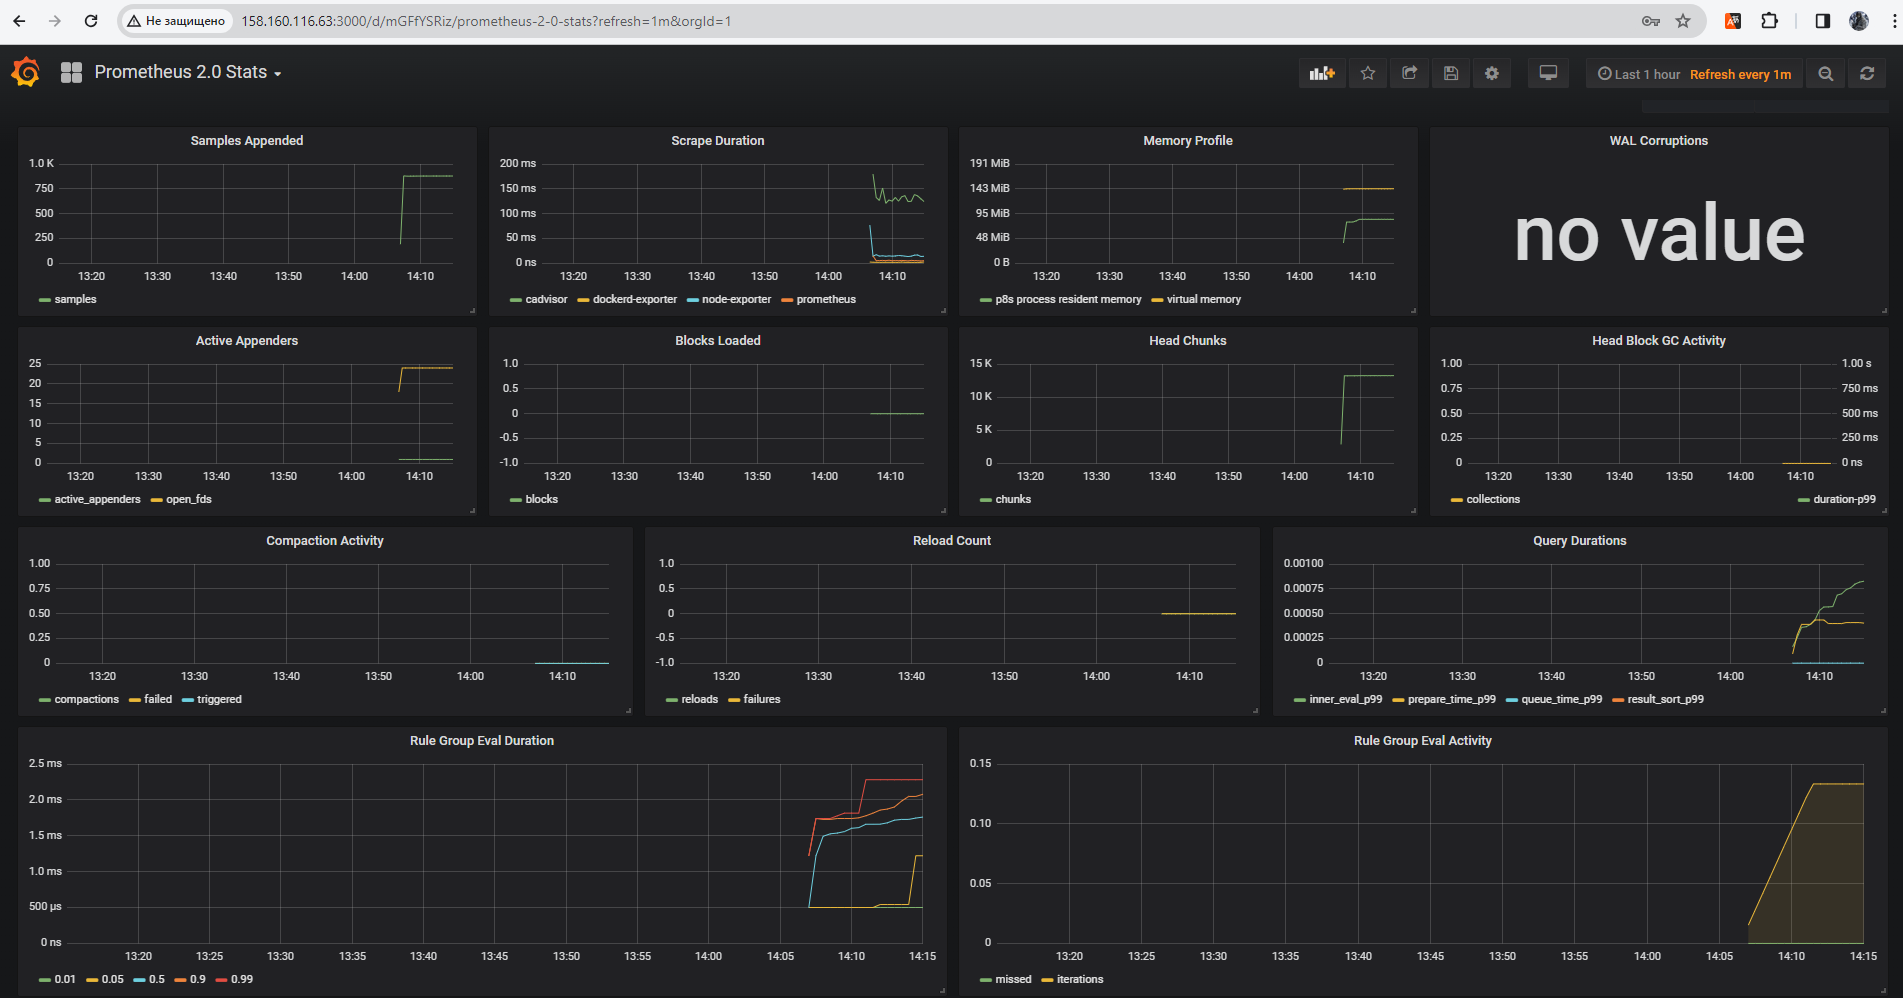 Не защищено 158.160.116.63:3000/d/mGFfYSRiz/prometheus-2-0-stats?refresh=1m&orgId=1
Prometheus 2.0 Stats
Last 1 hour Refresh every 1m
Samples Appended
1.0 K
750
500
250
0
13:20 13:30 13:40 13:50 14:00 14:10
samples
Scrape Duration
200 ms
150 ms
100 ms
50 ms
0 ns
13:20 13:30 13:40 13:50 14:00 14:10
cadvisor dockerd-exporter node-exporter prometheus
Memory Profile
191 MiB
143 MiB
95 MiB
48 MiB
0 B
13:20 13:30 13:40 13:50 14:00 14:10
p8s process resident memory virtual memory
WAL Corruptions
no value
Active Appenders
25
20
15
10
5
0
13:20 13:30 13:40 13:50 14:00 14:10
active_appenders open_fds
Blocks Loaded
1.0
0.5
0
-0.5
-1.0
13:20 13:30 13:40 13:50 14:00 14:10
blocks
Head Chunks
15 K
10 K
5 K
0
13:20 13:30 13:40 13:50 14:00 14:10
chunks
Head Block GC Activity
1.00 1.00 s
0.75 750 ms
0.50 500 ms
0.25 250 ms
0 0 ns
13:20 13:30 13:40 13:50 14:00 14:10
collections duration-p99
Compaction Activity
1.00
0.75
0.50
0.25
0
13:20 13:30 13:40 13:50 14:00 14:10
compactions failed triggered
Reload Count
1.0
0.5
0
-0.5
-1.0
13:20 13:30 13:40 13:50 14:00 14:10
reloads failures
Query Durations
0.00100
0.00075
0.00050
0.00025
0
13:20 13:30 13:40 13:50 14:00 14:10
inner_eval_p99 prepare_time_p99 queue_time_p99 result_sort_p99
Rule Group Eval Duration
2.5 ms
2.0 ms
1.5 ms
1.0 ms
500 µs
0 ns
13:20 13:25 13:30 13:35 13:40 13:45 13:50 13:55 14:00 14:05 14:10 14:15
0.01 0.05 0.5 0.9 0.99
Rule Group Eval Activity
0.15
0.10
0.05
0
13:20 13:25 13:30 13:35 13:40 13:45 13:50 13:55 14:00 14:05 14:10 14:15
missed iterations